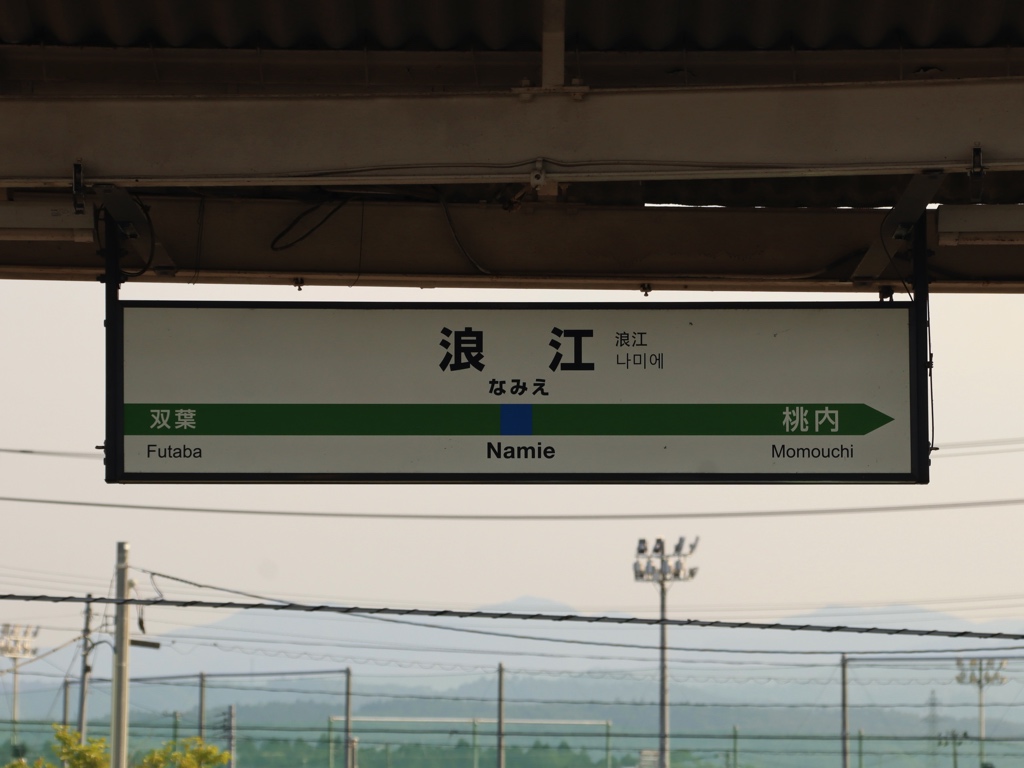 浪 江
浪江
나미에
なみえ
双葉 桃内
Futaba Namie Momouchi